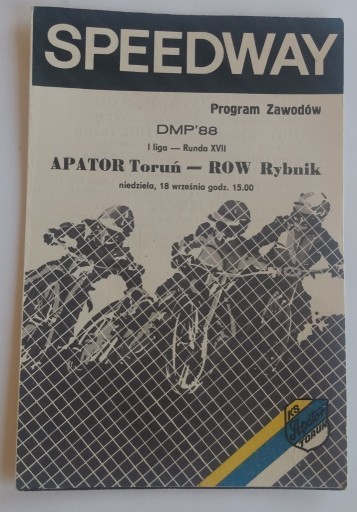 SPEEDWAY
Program Zawodów
DMP'88
I liga — Runda XVII
APATOR Toruń — ROW Rybnik
niedziela, 18 września godz. 15.00
KS
Apator
TORUŃ